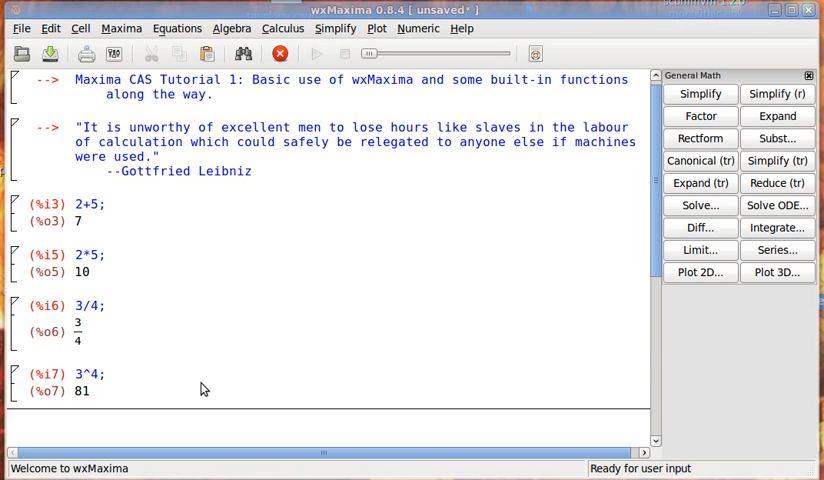 wxMaxima 0.8.4 [ unsaved* ]
File Edit Cell Maxima Equations Algebra Calculus Simplify Plot Numeric Help
--> Maxima CAS Tutorial 1: Basic use of wxMaxima and some built-in functions
along the way.
--> "It is unworthy of excellent men to lose hours like slaves in the labour
of calculation which could safely be relegated to anyone else if machines
were used."
--Gottfried Leibniz
(%i3) 2+5;
(%o3) 7
(%i5) 2*5;
(%o5) 10
(%i6) 3/4;
(%o6) 3/4
(%i7) 3^4;
(%o7) 81
General Math
Simplify Simplify (r)
Factor Expand
Rectform Subst...
Canonical (tr) Simplify (tr)
Expand (tr) Reduce (tr)
Solve... Solve ODE...
Diff... Integrate...
Limit... Series...
Plot 2D... Plot 3D...
Welcome to wxMaxima
Ready for user input